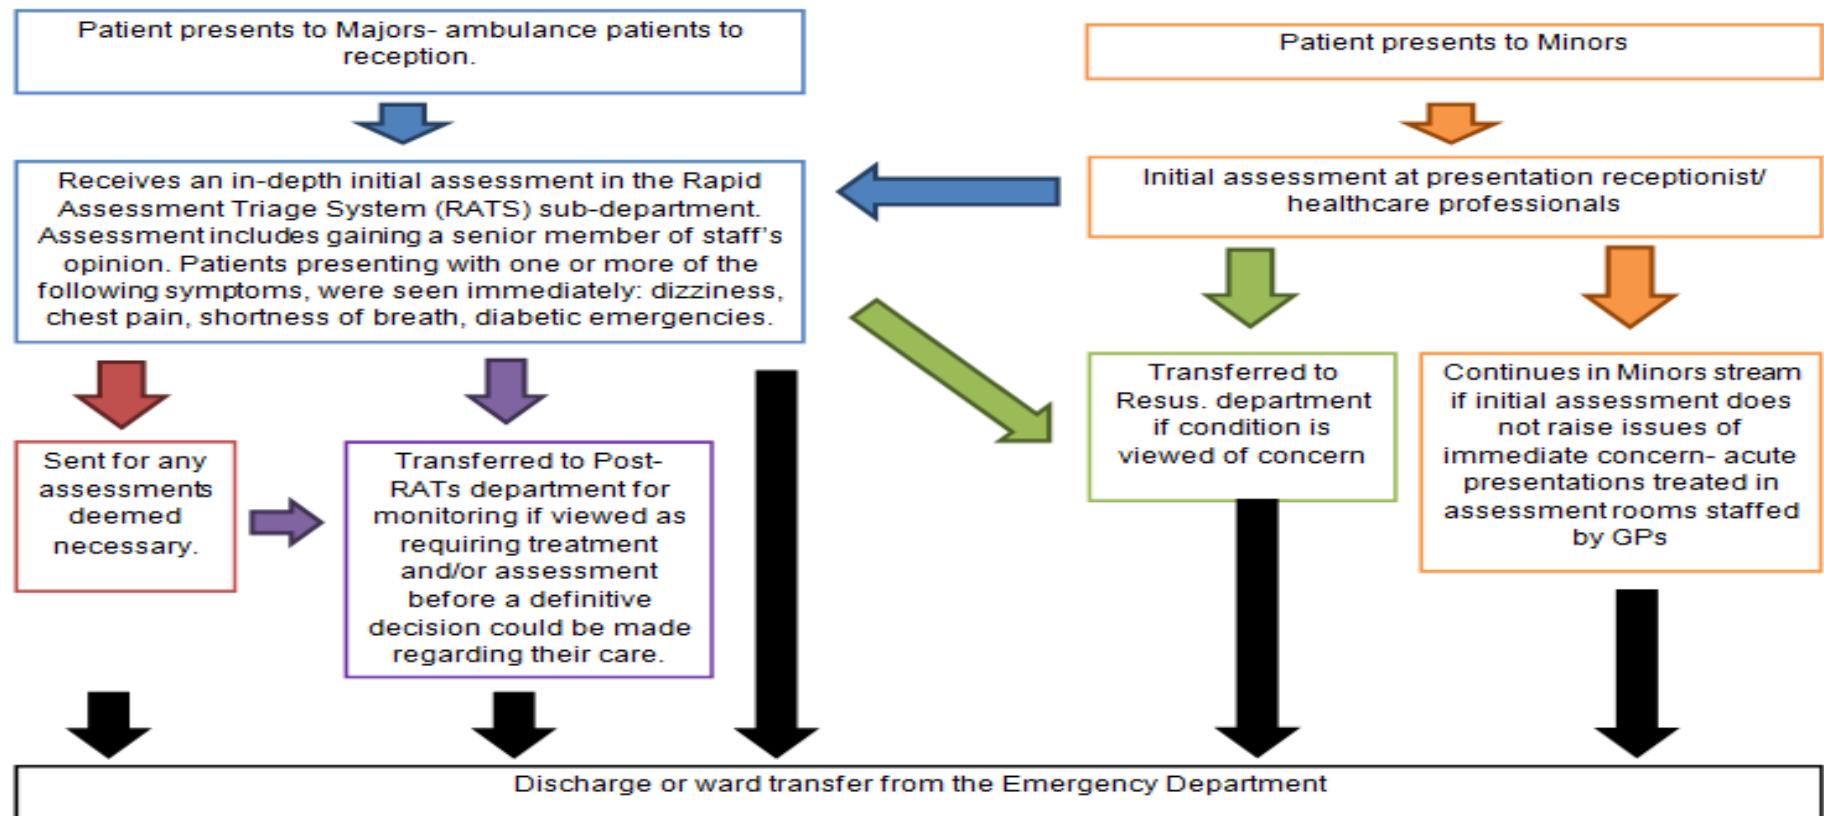 Patient presents to Majors- ambulance patients to
reception.
Patient presents to Minors
Receives an in-depth initial assessment in the Rapid
Assessment Triage System (RATS) sub-department.
Assessment includes gaining a senior member of staff's
opinion. Patients presenting with one or more of the
following symptoms, were seen immediately: dizziness,
chest pain, shortness of breath, diabetic emergencies.
Initial assessment at presentation receptionist/
healthcare professionals
Sent for any
assessments
deemed
necessary.
Transferred to Post-
RATs department for
monitoring if viewed as
requiring treatment
and/or assessment
before a definitive
decision could be made
regarding their care.
Transferred to
Resus. department
if condition is
viewed of concern
Continues in Minors stream
if initial assessment does
not raise issues of
immediate concern- acute
presentations treated in
assessment rooms staffed
by GPs
Discharge or ward transfer from the Emergency Department